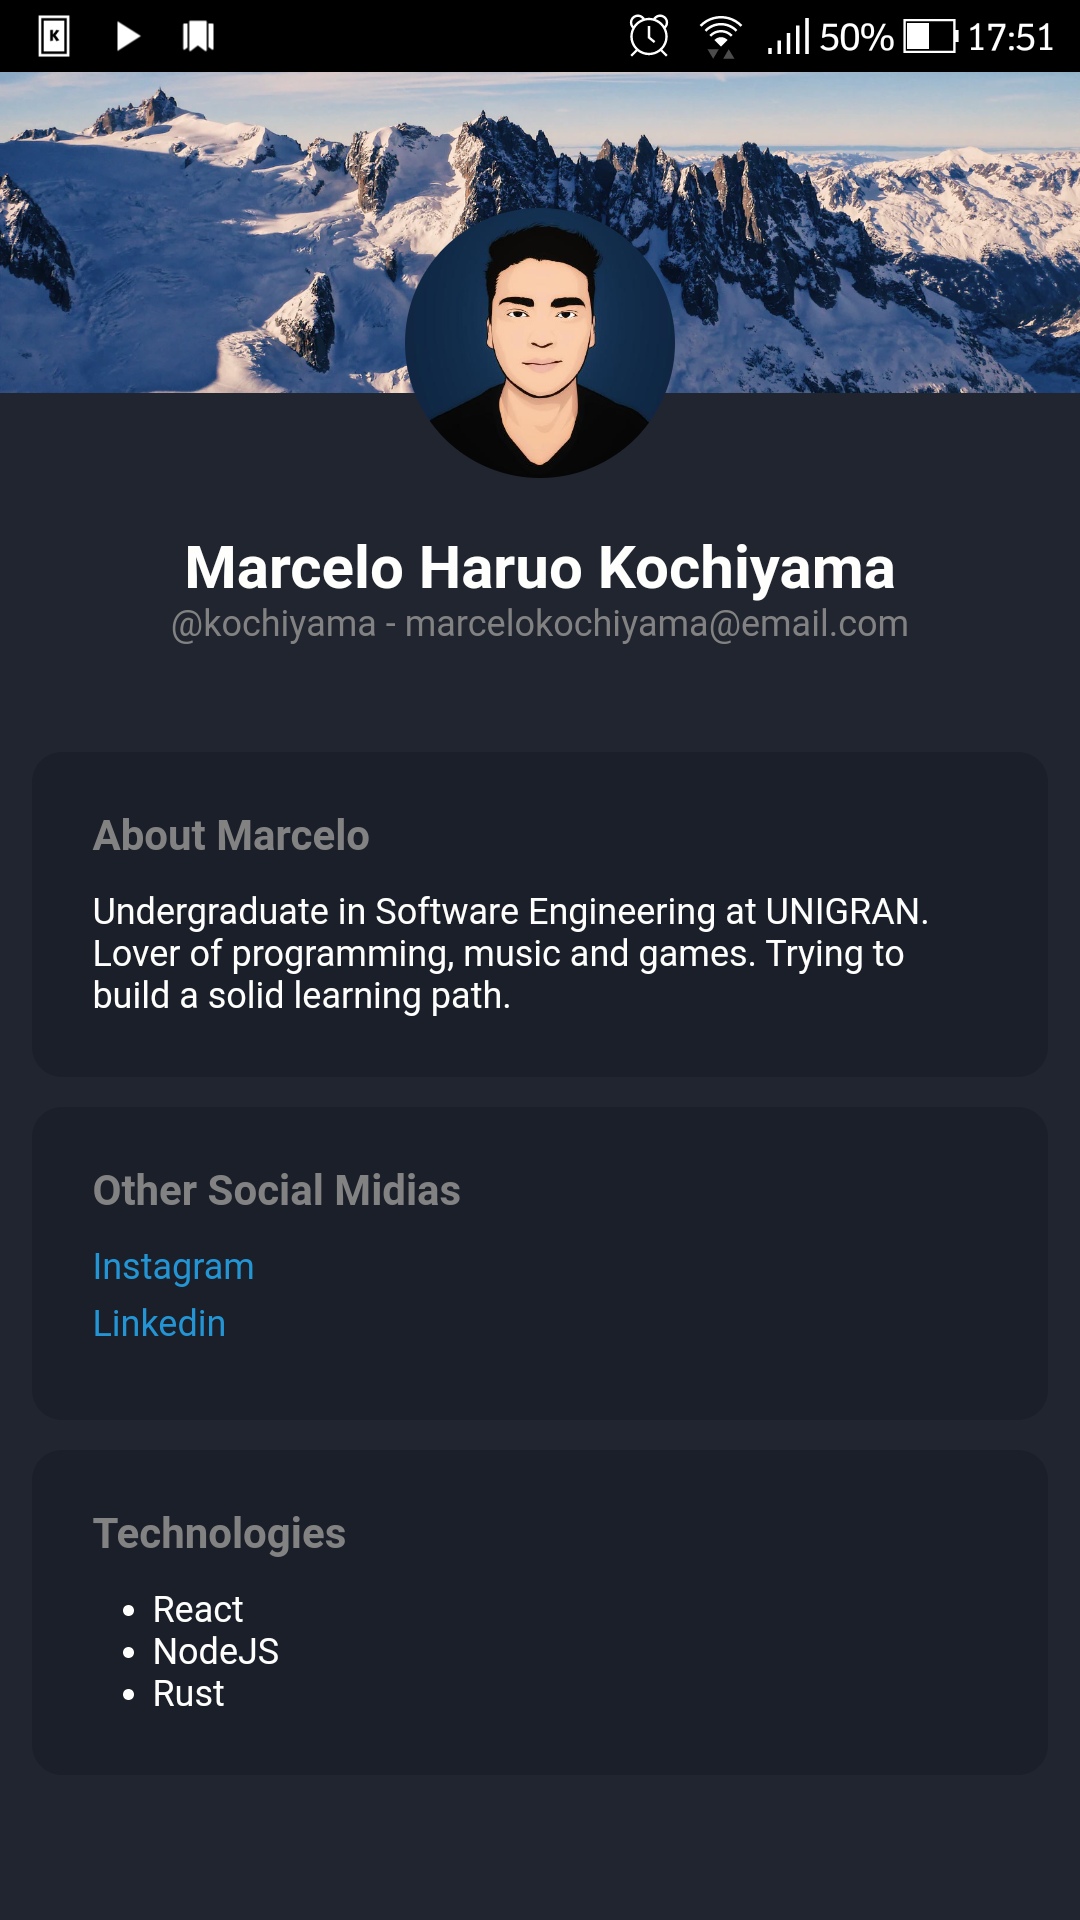 K
50% 17:51
Marcelo Haruo Kochiyama
@kochiyama - marcelokochiyama@email.com
About Marcelo
Undergraduate in Software Engineering at UNIGRAN.
Lover of programming, music and games. Trying to
build a solid learning path.
Other Social Midias
Instagram
Linkedin
Technologies
• React
• NodeJS
• Rust